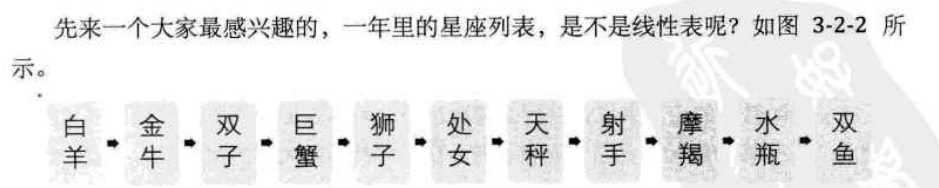 先来一个大家最感兴趣的，一年里的星座列表，是不是线性表呢？如图 3-2-2 所
示。
白羊 金牛 双子 巨蟹 狮子 处女 天秤 射手 摩羯 水瓶 双鱼